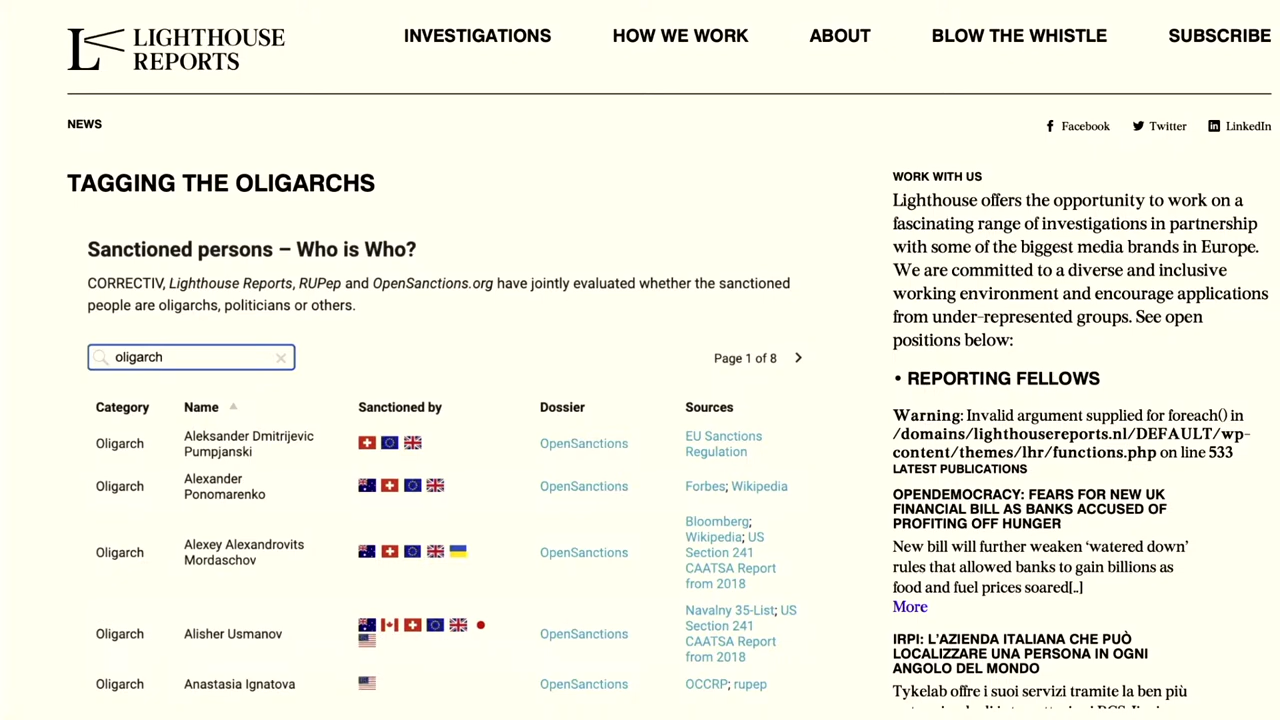 LIGHTHOUSE
REPORTS
INVESTIGATIONS
HOW WE WORK
ABOUT
BLOW THE WHISTLE
SUBSCRIBE
NEWS
Facebook
Twitter
LinkedIn
TAGGING THE OLIGARCHS
Sanctioned persons – Who is Who?
CORRECTIV, Lighthouse Reports, RUPep and OpenSanctions.org have jointly evaluated whether the sanctioned
people are oligarchs, politicians or others.
oligarch
Page 1 of 8
Category Name Sanctioned by Dossier Sources
Oligarch
Aleksander Dmitrijevic
Pumpjanski
OpenSanctions
EU Sanctions
Regulation
Oligarch
Alexander
Ponomarenko
OpenSanctions
Forbes; Wikipedia
Oligarch
Alexey Alexandrovits
Mordaschov
OpenSanctions
Bloomberg;
Wikipedia; US
Section 241
CAATSA Report
from 2018
Oligarch
Alisher Usmanov
OpenSanctions
Navalny 35-List; US
Section 241
CAATSA Report
from 2018
Oligarch
Anastasia Ignatova
OpenSanctions
OCCRP; rupep
WORK WITH US
Lighthouse offers the opportunity to work on a
fascinating range of investigations in partnership
with some of the biggest media brands in Europe.
We are committed to a diverse and inclusive
working environment and encourage applications
from under-represented groups. See open
positions below:
• REPORTING FELLOWS
Warning: Invalid argument supplied for foreach() in
/domains/lighthousereports.nl/DEFAULT/wp-
content/themes/lhr/functions.php on line 533
LATEST PUBLICATIONS
OPENDEMOCRACY: FEARS FOR NEW UK
FINANCIAL BILL AS BANKS ACCUSED OF
PROFITING OFF HUNGER
New bill will further weaken ‘watered down’
rules that allowed banks to gain billions as
food and fuel prices soared[..]
More
IRPI: L’AZIENDA ITALIANA CHE PUÒ
LOCALIZZARE UNA PERSONA IN OGNI
ANGOLO DEL MONDO
Tykelab offre i suoi servizi tramite la ben più